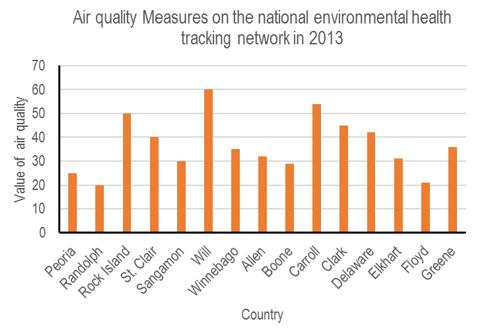 Air quality Measures on the national environmental health
tracking network in 2013
Value of air quality
70
60
50
40
30
20
10
0
Peoria
Randolph
Rock Island
St. Clair
Sangamon
Will
Winnebago
Allen
Boone
Carroll
Clark
Delaware
Elkhart
Floyd
Greene
Country